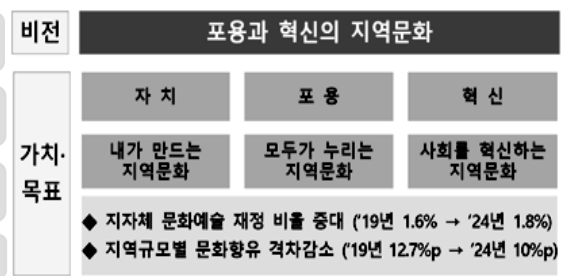 비전
포용과 혁신의 지역문화
자 치
포 용
혁 신
가치·
목표
내가 만드는
지역문화
모두가 누리는
지역문화
사회를 혁신하는
지역문화
◆ 지자체 문화예술 재정 비율 증대 (‘19년 1.6% → ’24년 1.8%)
◆ 지역규모별 문화향유 격차감소 (‘19년 12.7%p → ’24년 10%p)